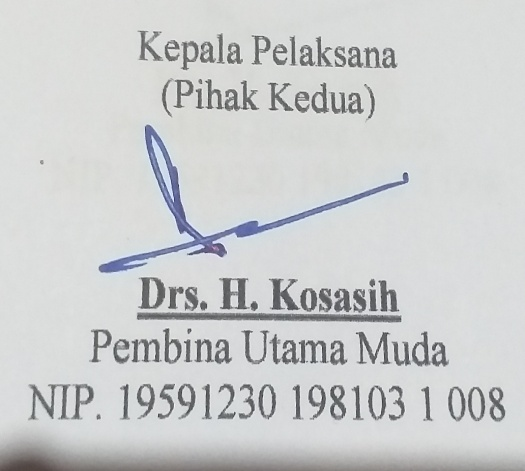 Kepala Pelaksana
(Pihak Kedua)
Drs. H. Kosasih
Pembina Utama Muda
NIP. 19591230 198103 1 008